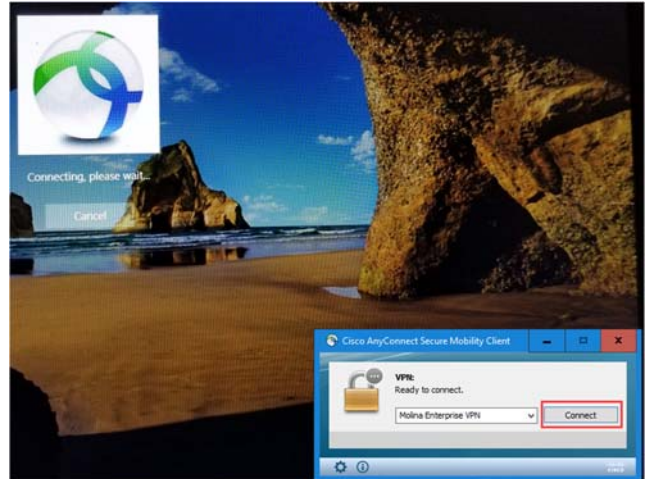 Connecting, please wait...
Cancel
Cisco AnyConnect Secure Mobility Client
VPN:
Ready to connect.
Molina Enterprise VPN
Connect